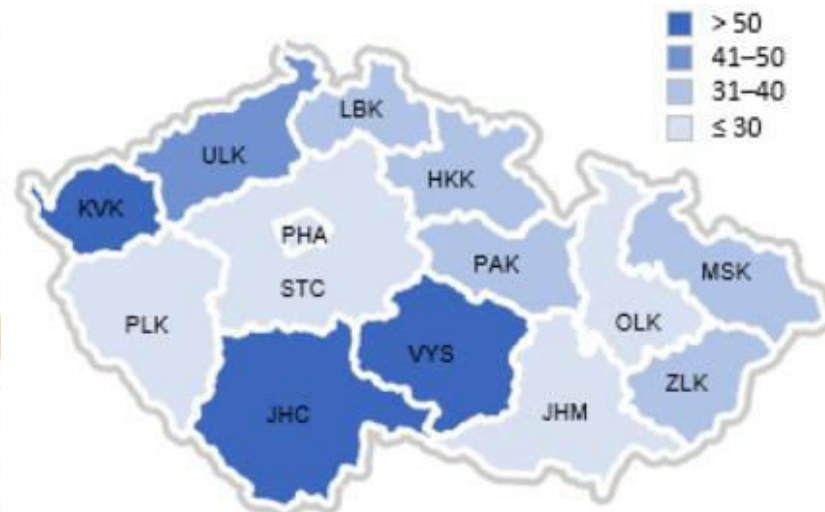 > 50
41–50
31–40
≤ 30
LBK
ULK
HKK
KVK
PHA
PAK
MSK
STC
PLK
OLK
VYS
ZLK
JHC
JHM